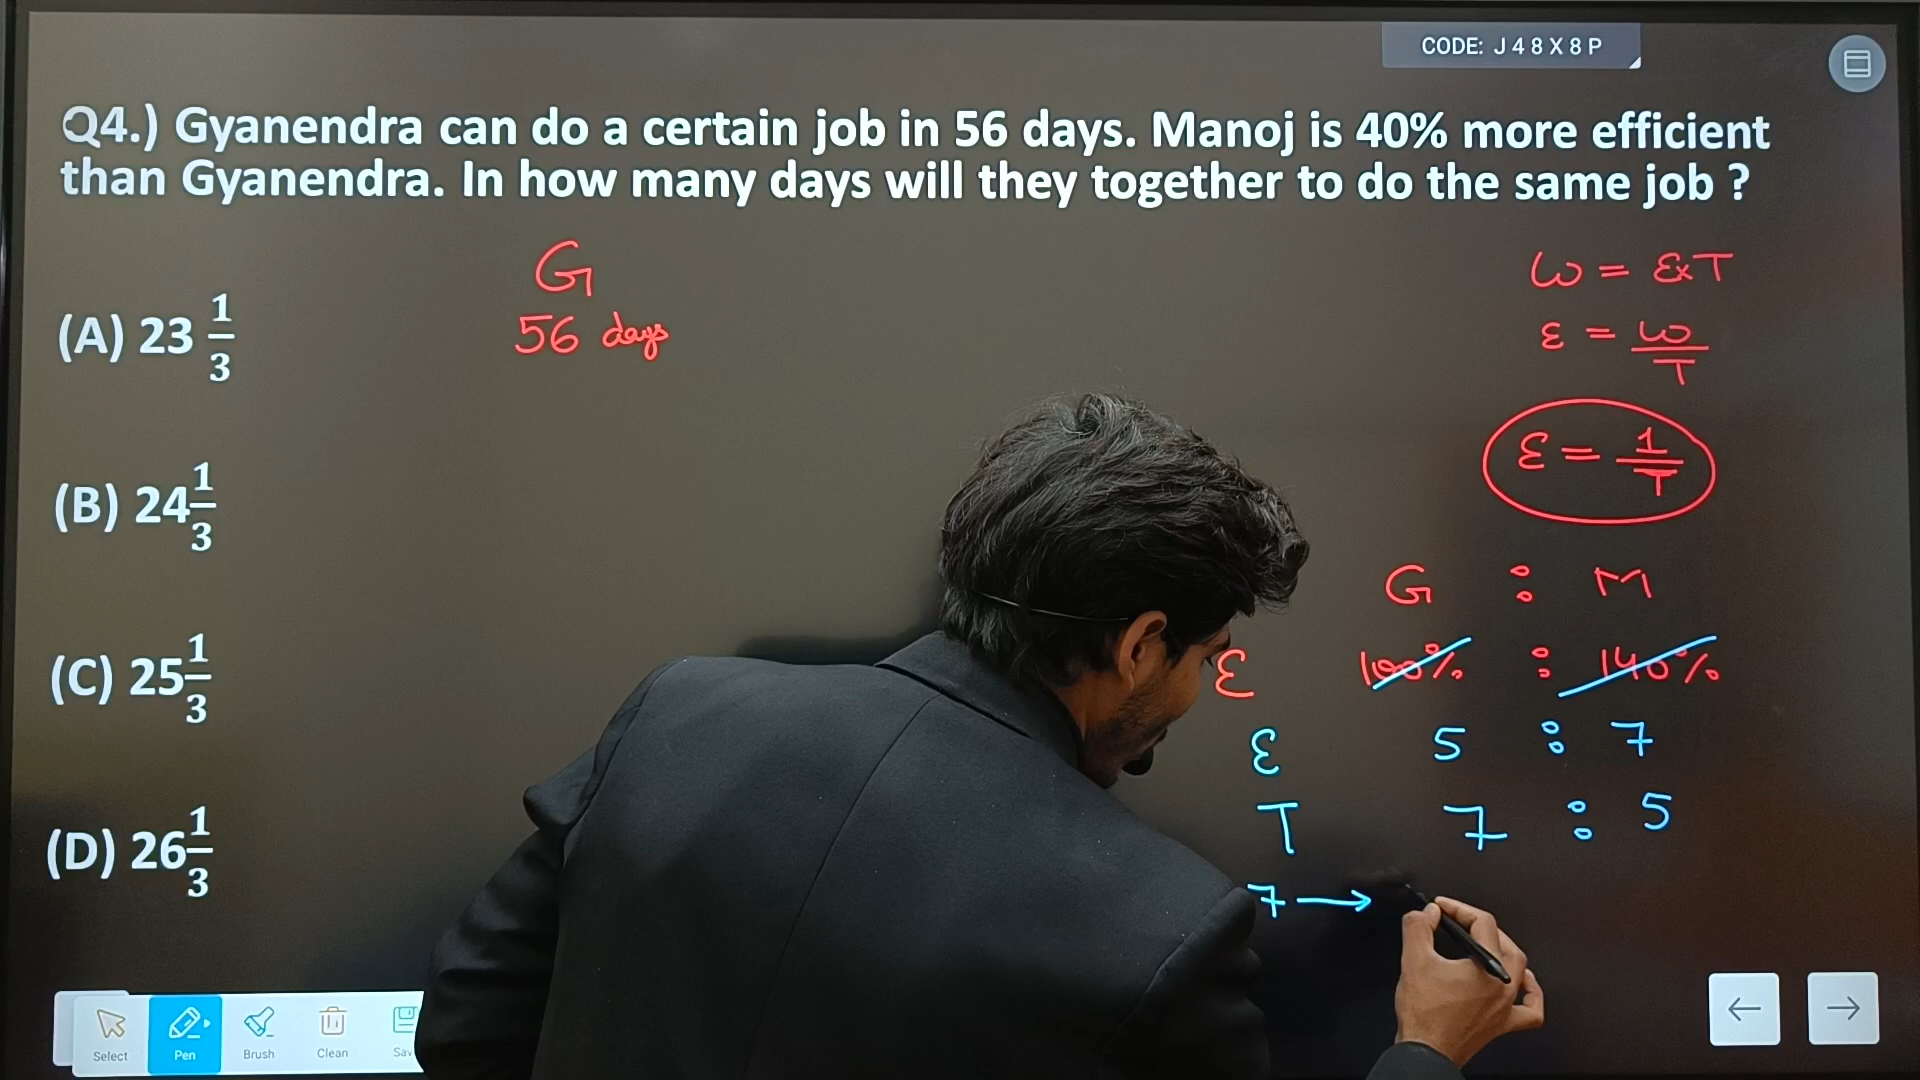 CODE: J 4 8 X 8 P
Q4.) Gyanendra can do a certain job in 56 days. Manoj is 40% more efficient
than Gyanendra. In how many days will they together to do the same job ?
G
56 days
(A) 23 1/3
(B) 24 1/3
(C) 25 1/3
(D) 26 1/3
W = E×T
E = W/T
E = 1/T
G : M
E 100% : 140%
E 5 : 7
T 7 : 5
7 →
Select
Pen
Brush
Clean